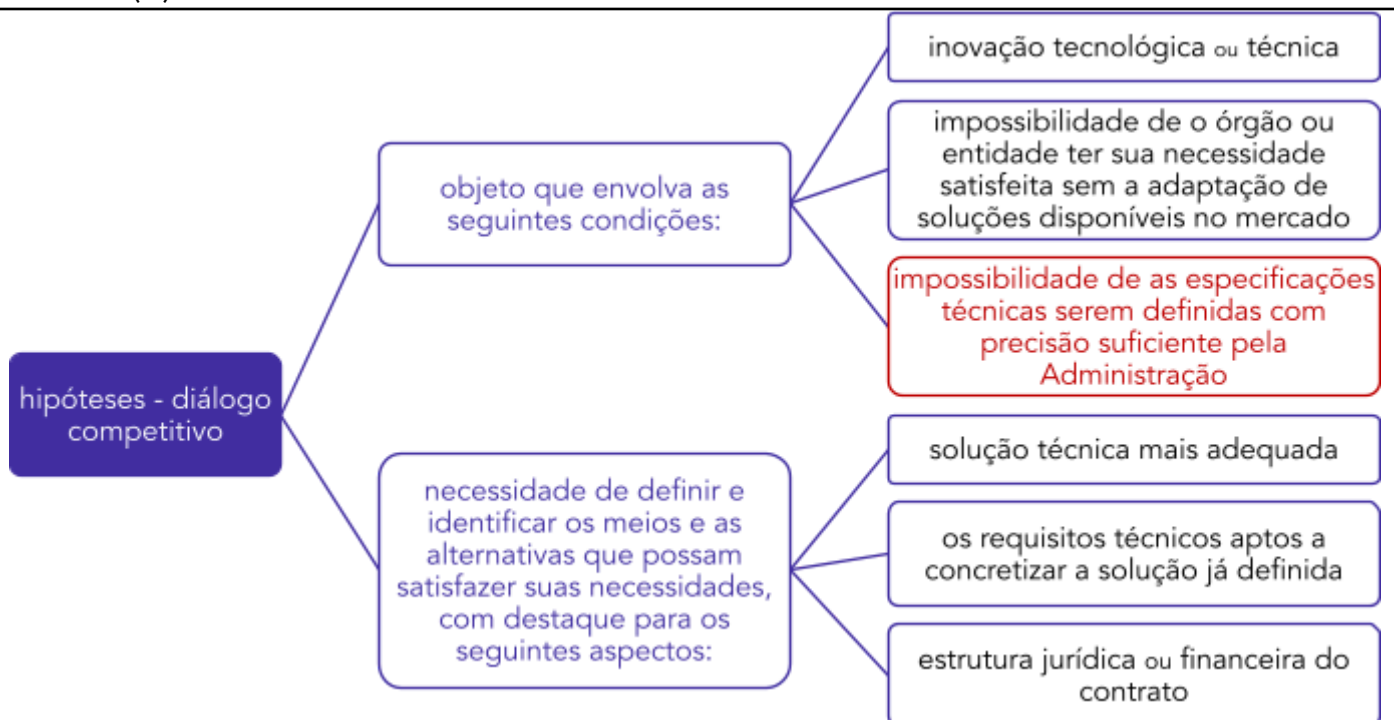 hipóteses - diálogo
competitivo
objeto que envolva as
seguintes condições:
inovação tecnológica ou técnica
impossibilidade de o órgão ou
entidade ter sua necessidade
satisfeita sem a adaptação de
soluções disponíveis no mercado
impossibilidade de as especificações
técnicas serem definidas com
precisão suficiente pela
Administração
necessidade de definir e
identificar os meios e as
alternativas que possam
satisfazer suas necessidades,
com destaque para os
seguintes aspectos:
solução técnica mais adequada
os requisitos técnicos aptos a
concretizar a solução já definida
estrutura jurídica ou financeira do
contrato